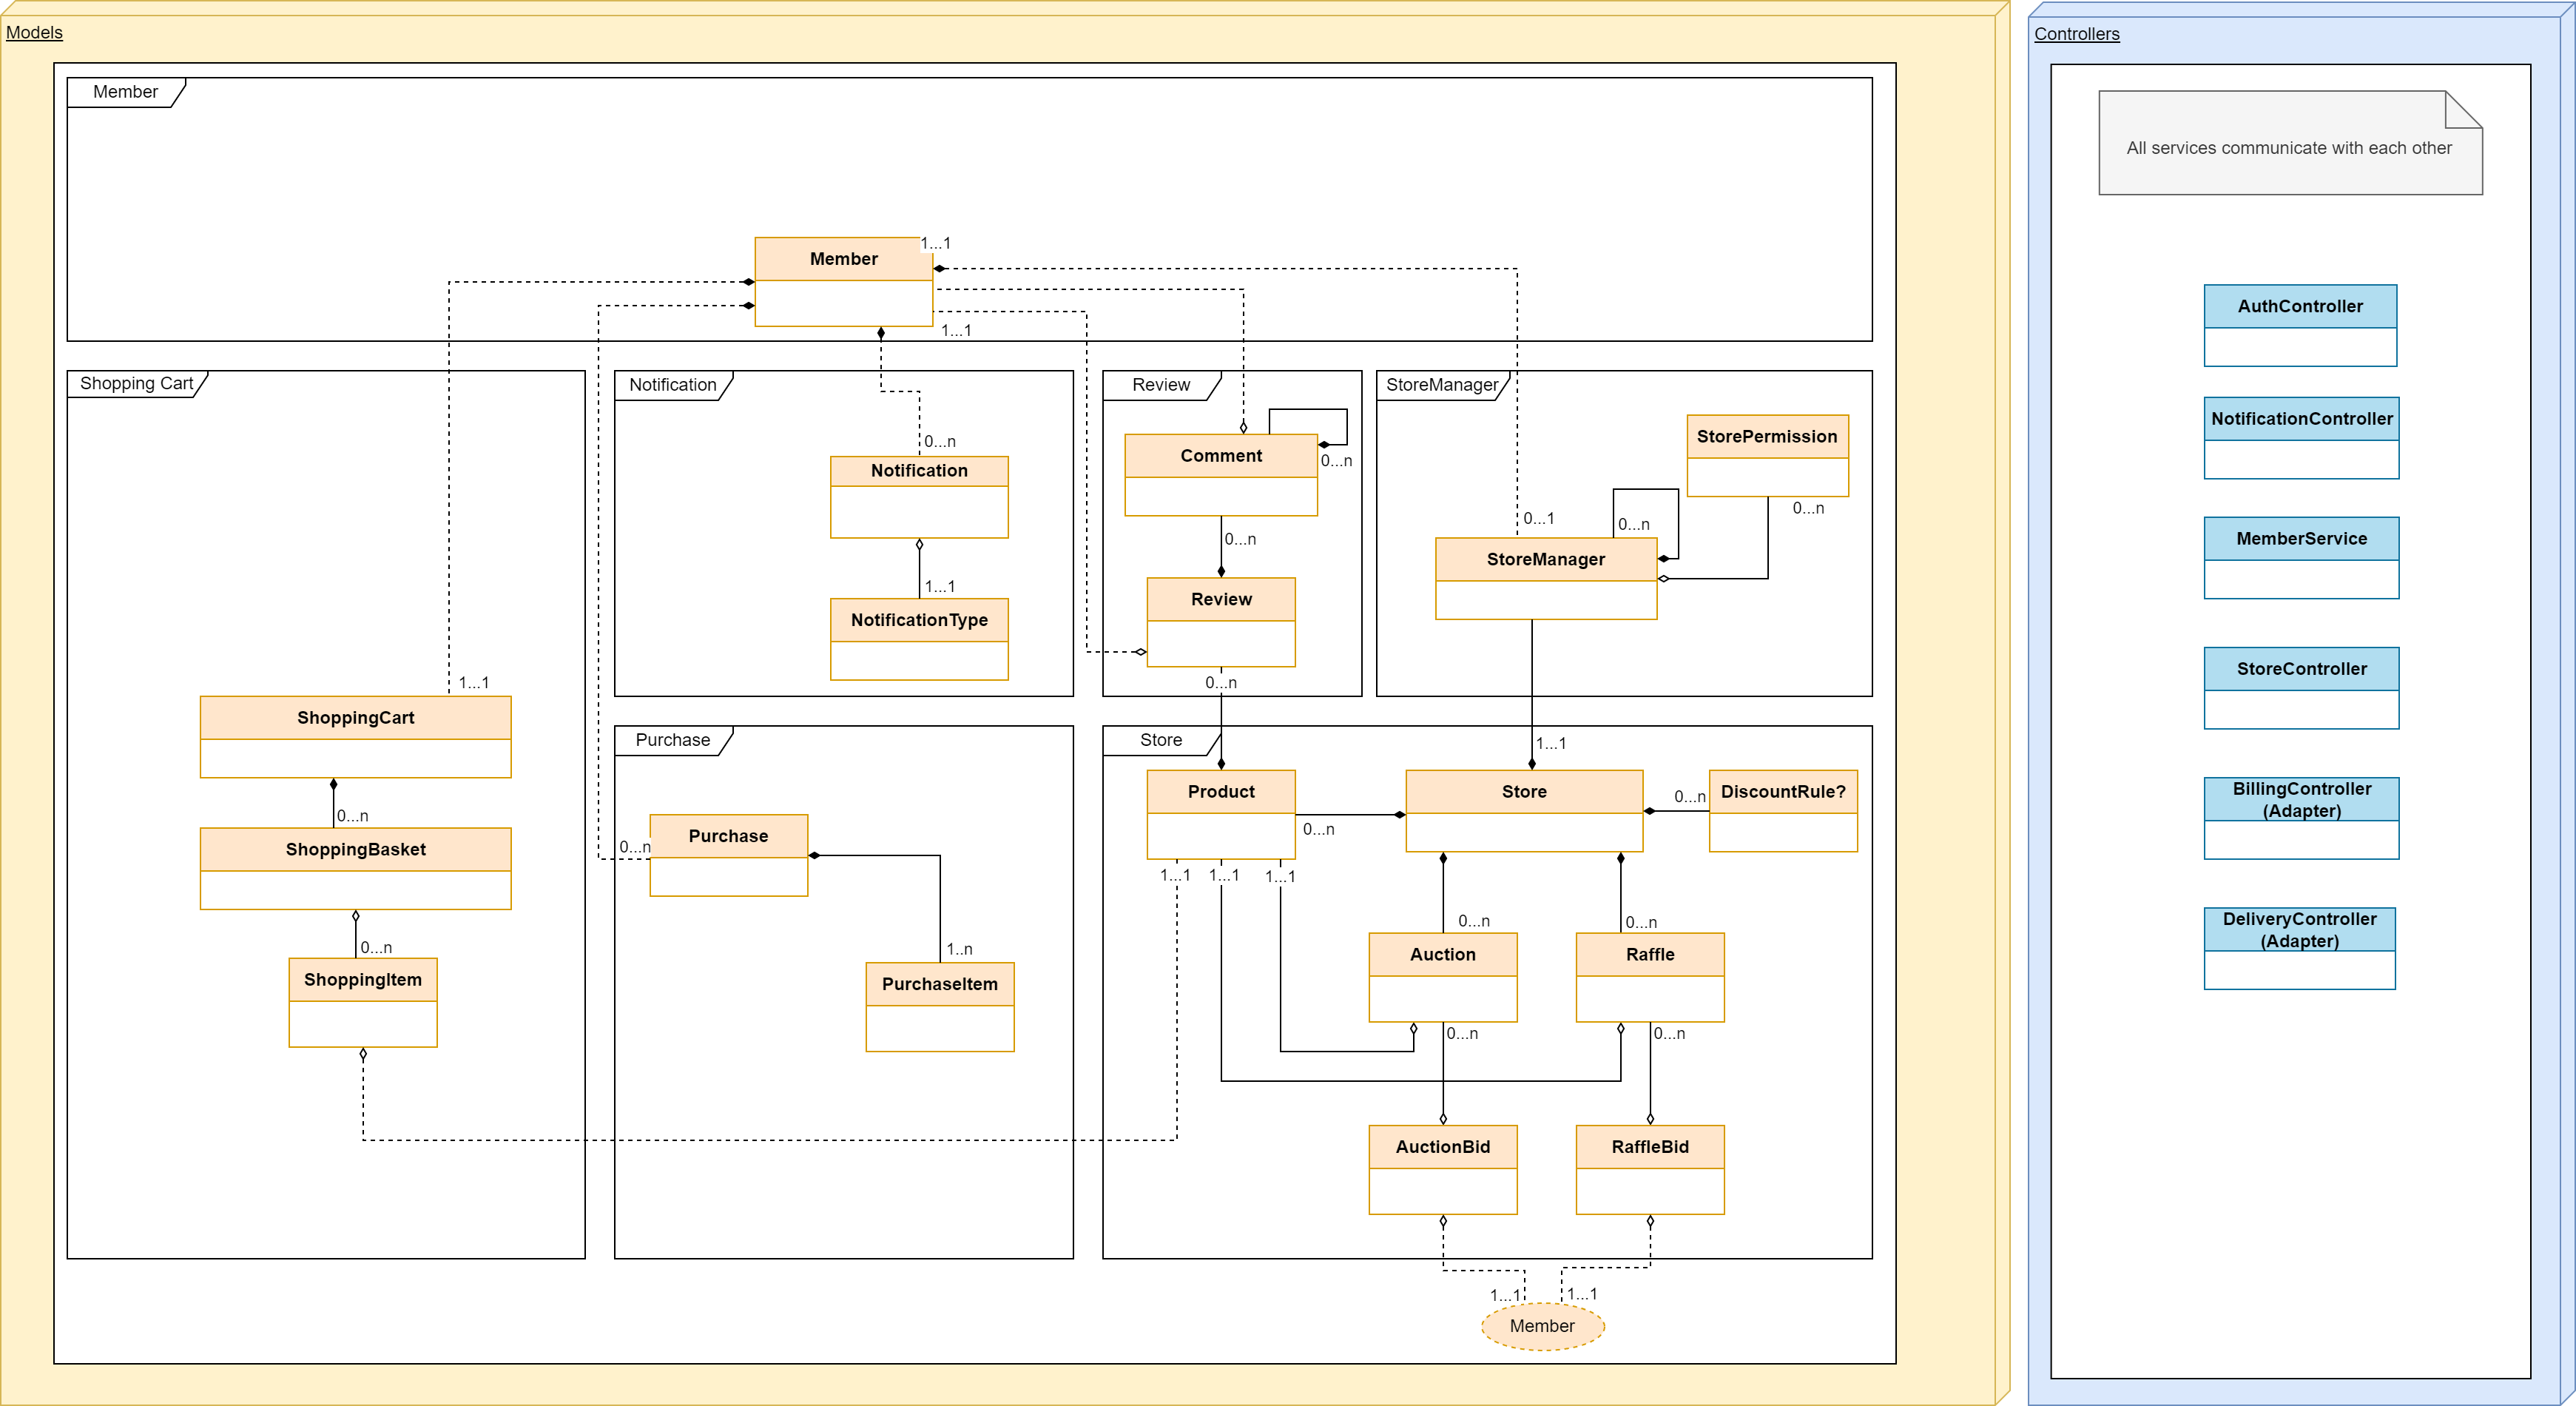 Models
Member
Member
1...1
1...1
Shopping Cart
1...1
ShoppingCart
0...n
ShoppingBasket
0...n
ShoppingItem
Notification
0...n
Notification
1...1
NotificationType
Review
Comment
0...n
0...n
Review
0...n
StoreManager
StorePermission
0...n
0...n
0...1
StoreManager
Purchase
Purchase
0...n
1..n
PurchaseItem
Store
1...1
Product
Store
0...n
DiscountRule?
0...n
1...1
1...1
1...1
0...n
0...n
Auction
Raffle
0...n
0...n
AuctionBid
RaffleBid
1...1
1...1
Member
Controllers
All services communicate with each other
AuthController
NotificationController
MemberService
StoreController
BillingController
(Adapter)
DeliveryController
(Adapter)